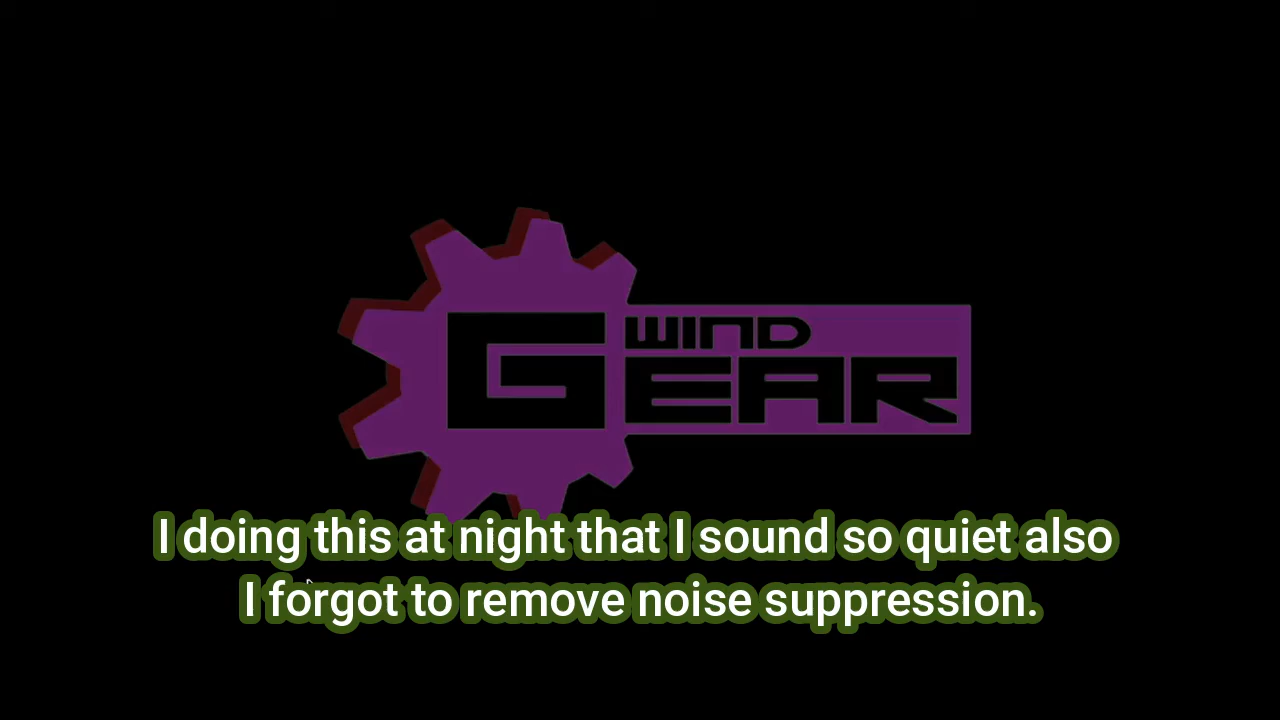 WIND
GEAR
I doing this at night that I sound so quiet also
I forgot to remove noise suppression.